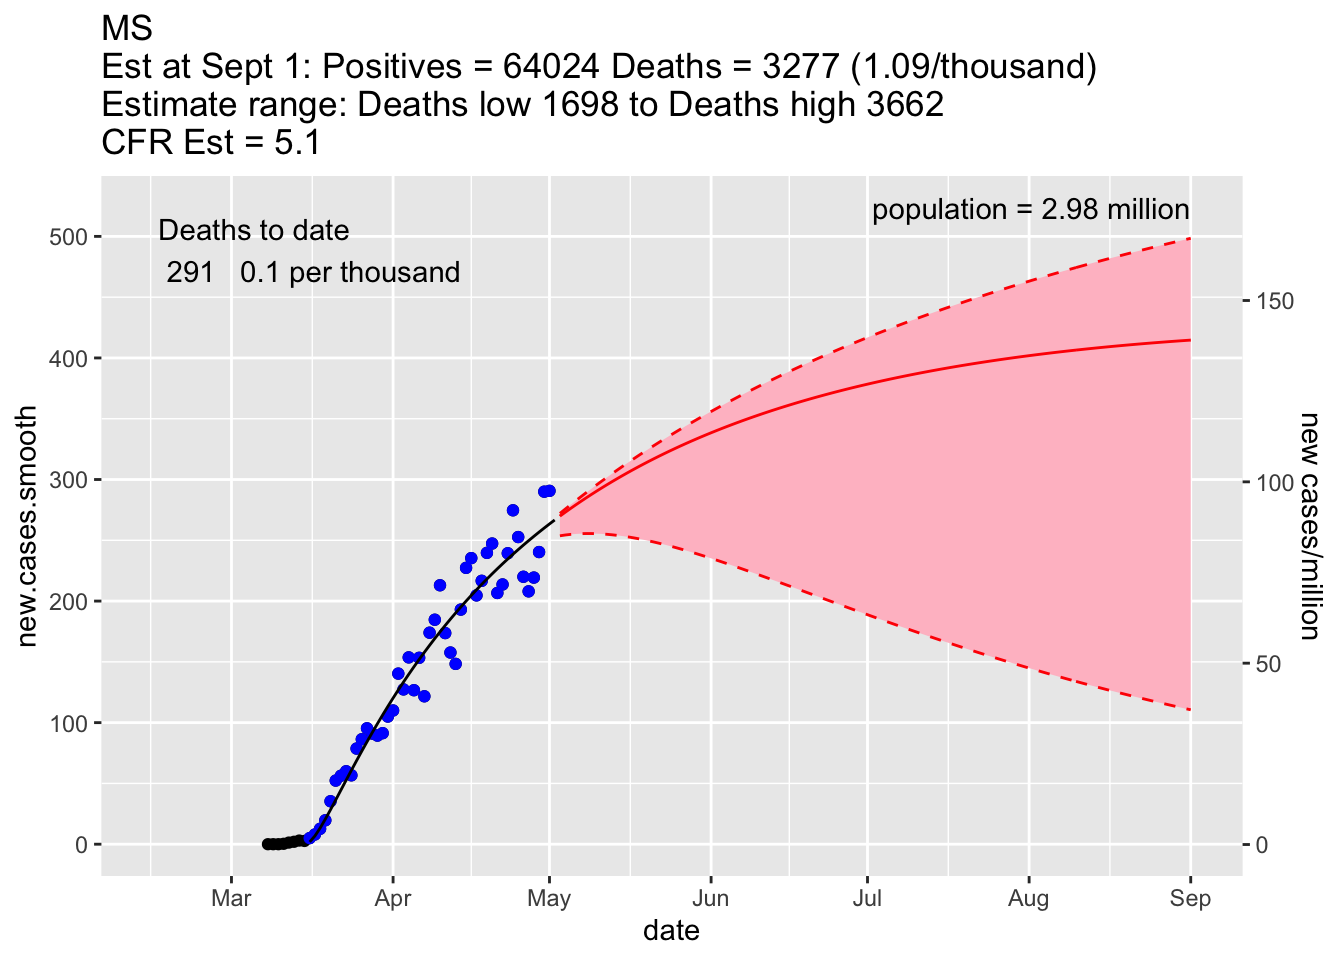 MS
Est at Sept 1: Positives = 64024 Deaths = 3277 (1.09/thousand)
Estimate range: Deaths low 1698 to Deaths high 3662
CFR Est = 5.1
population = 2.98 million
Deaths to date
291 0.1 per thousand
new.cases.smooth
500
400
300
200
100
0
150
100
50
0
new cases/million
Mar Apr May Jun Jul Aug Sep
date